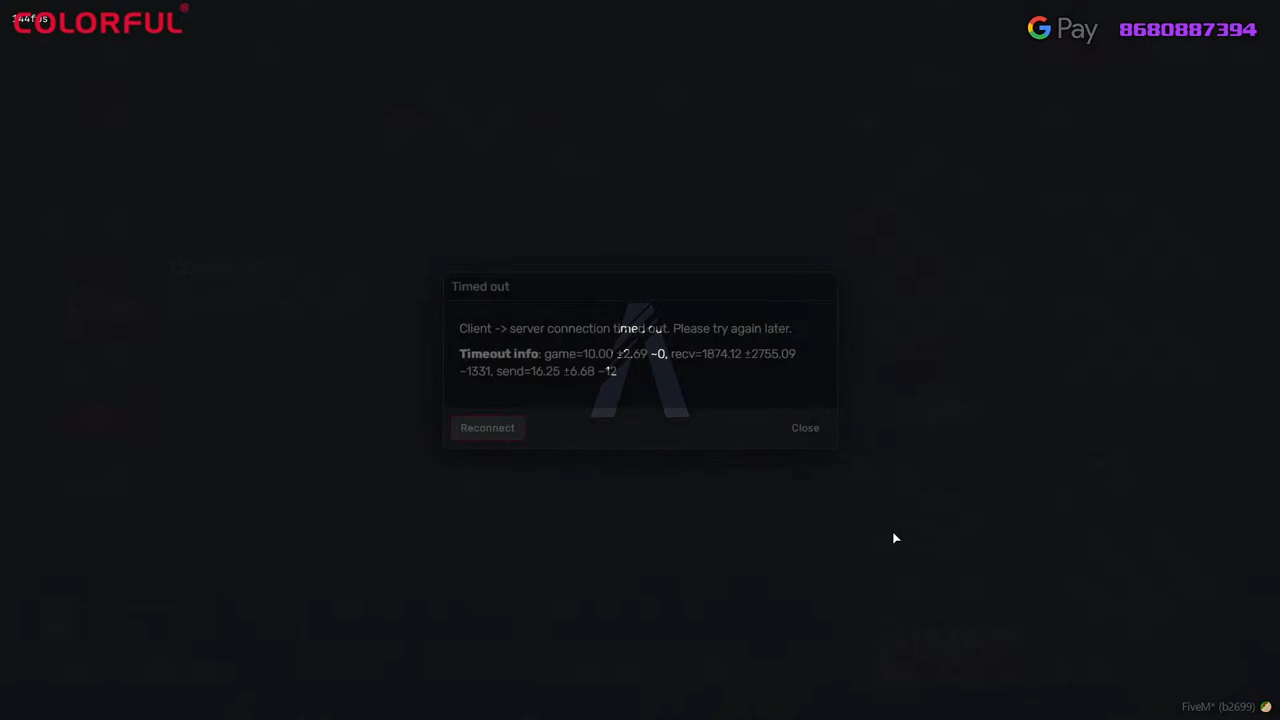 144fps
COLORFUL®
G Pay 8680887394
Timed out
Client -> server connection timed out. Please try again later.
Timeout info: game=10.00 ±2.69 ~0, recv=1874.12 ±2755.09
~1331, send=16.25 ±6.68 ~12
Reconnect Close
FiveM* (b2699)